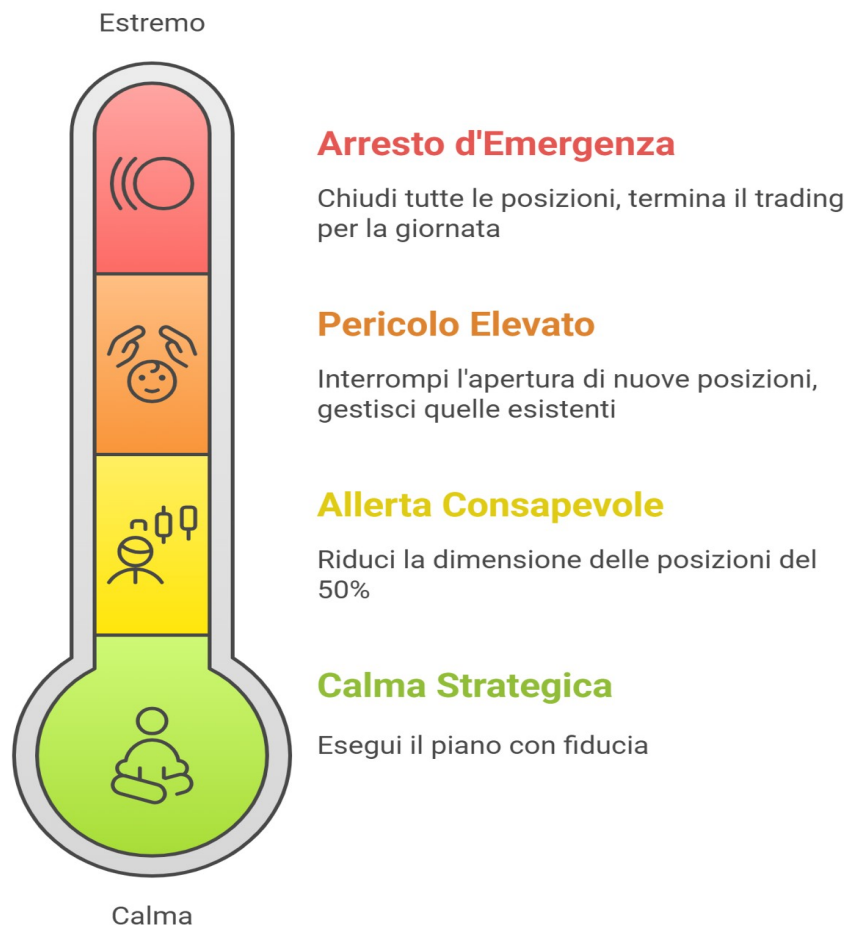 Estremo
Arresto d'Emergenza
Chiudi tutte le posizioni, termina il trading
per la giornata
Pericolo Elevato
Interrompi l'apertura di nuove posizioni,
gestisci quelle esistenti
Allerta Consapevole
Riduci la dimensione delle posizioni del
50%
Calma Strategica
Esegui il piano con fiducia
Calma